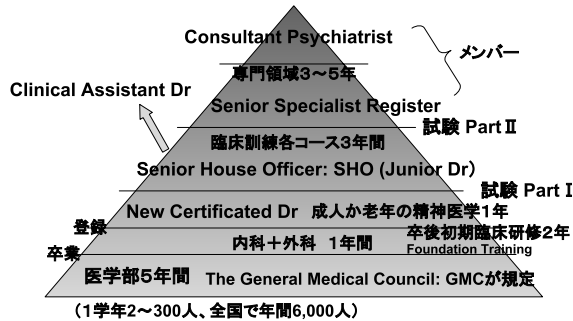 Consultant Psychiatrist
メンバー
専門領域3～5年
Clinical Assistant Dr
Senior Specialist Register
試験 PartⅡ
臨床訓練各コース3年間
Senior House Officer: SHO (Junior Dr)
試験 PartⅠ
New Certificated Dr 成人か老年の精神医学1年
登録
卒後初期臨床研修2年
内科＋外科 1年間
Foundation Training
卒業
医学部5年間 The General Medical Council: GMCが規定
（1学年2～300人、全国で年間6,000人）